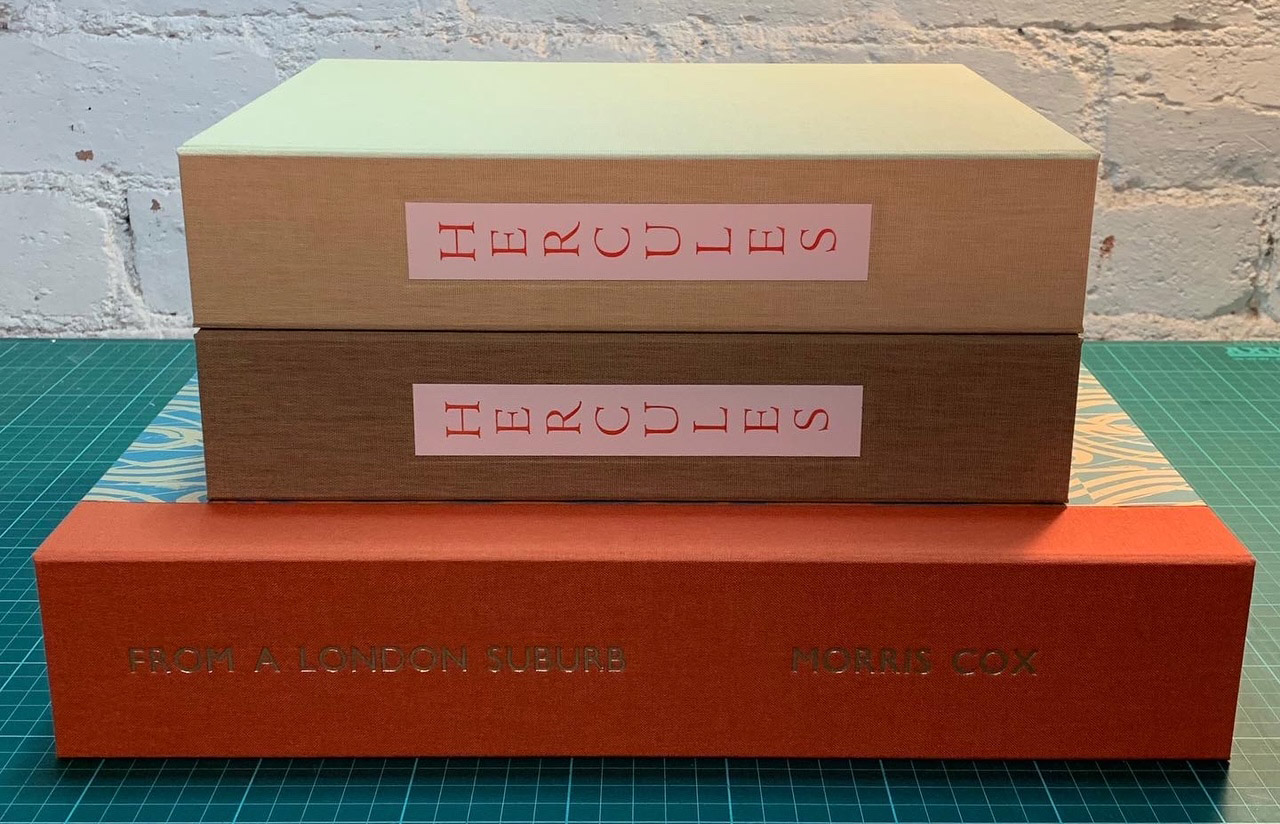 HERCULES
HERCULES
FROM A LONDON SUBURB MORRIS COX